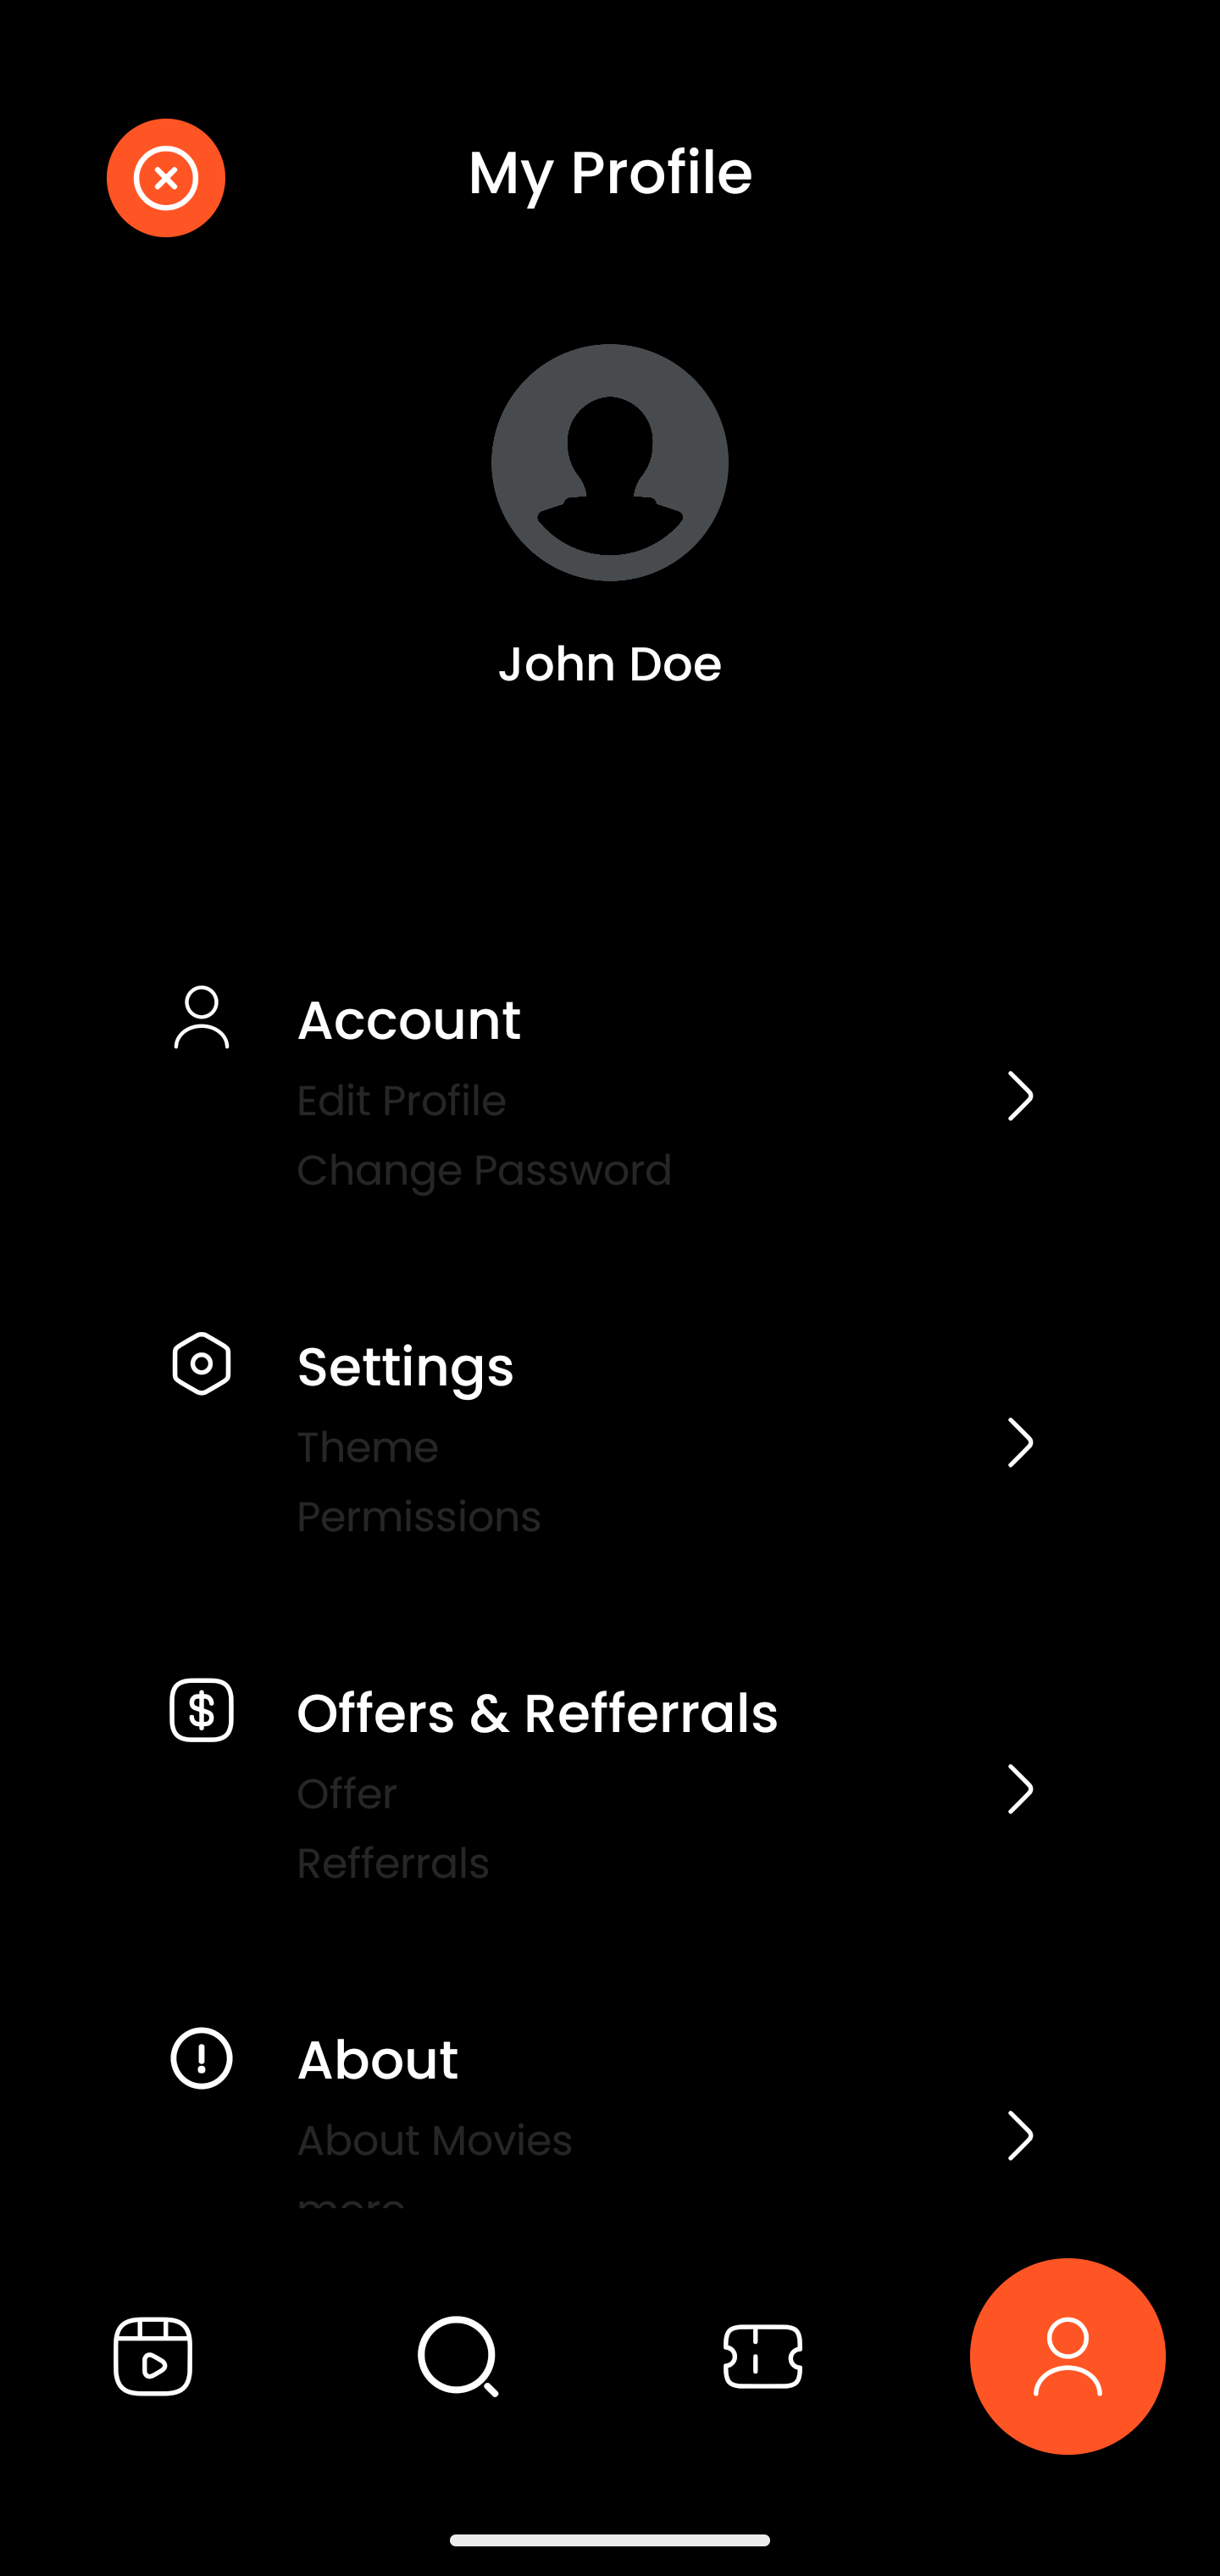 My Profile
John Doe
Account
Edit Profile
Change Password
Settings
Theme
Permissions
Offers & Refferrals
Offer
Refferrals
About
About Movies
more